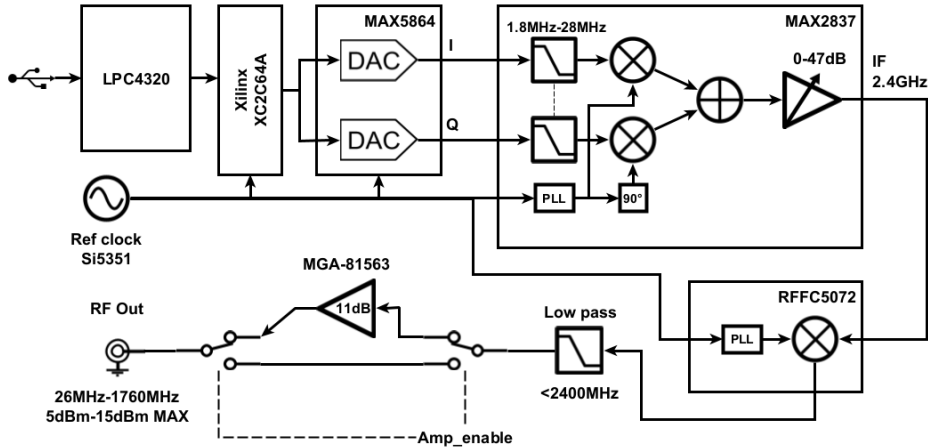 LPC4320
Xilinx
XC2C64A
MAX5864
DAC
I
DAC
Q
MAX2837
1.8MHz-28MHz
0-47dB
IF
2.4GHz
PLL
90°
Ref clock
Si5351
MGA-81563
11dB
RF Out
26MHz-1760MHz
5dBm-15dBm MAX
Amp_enable
Low pass
<2400MHz
RFFC5072
PLL